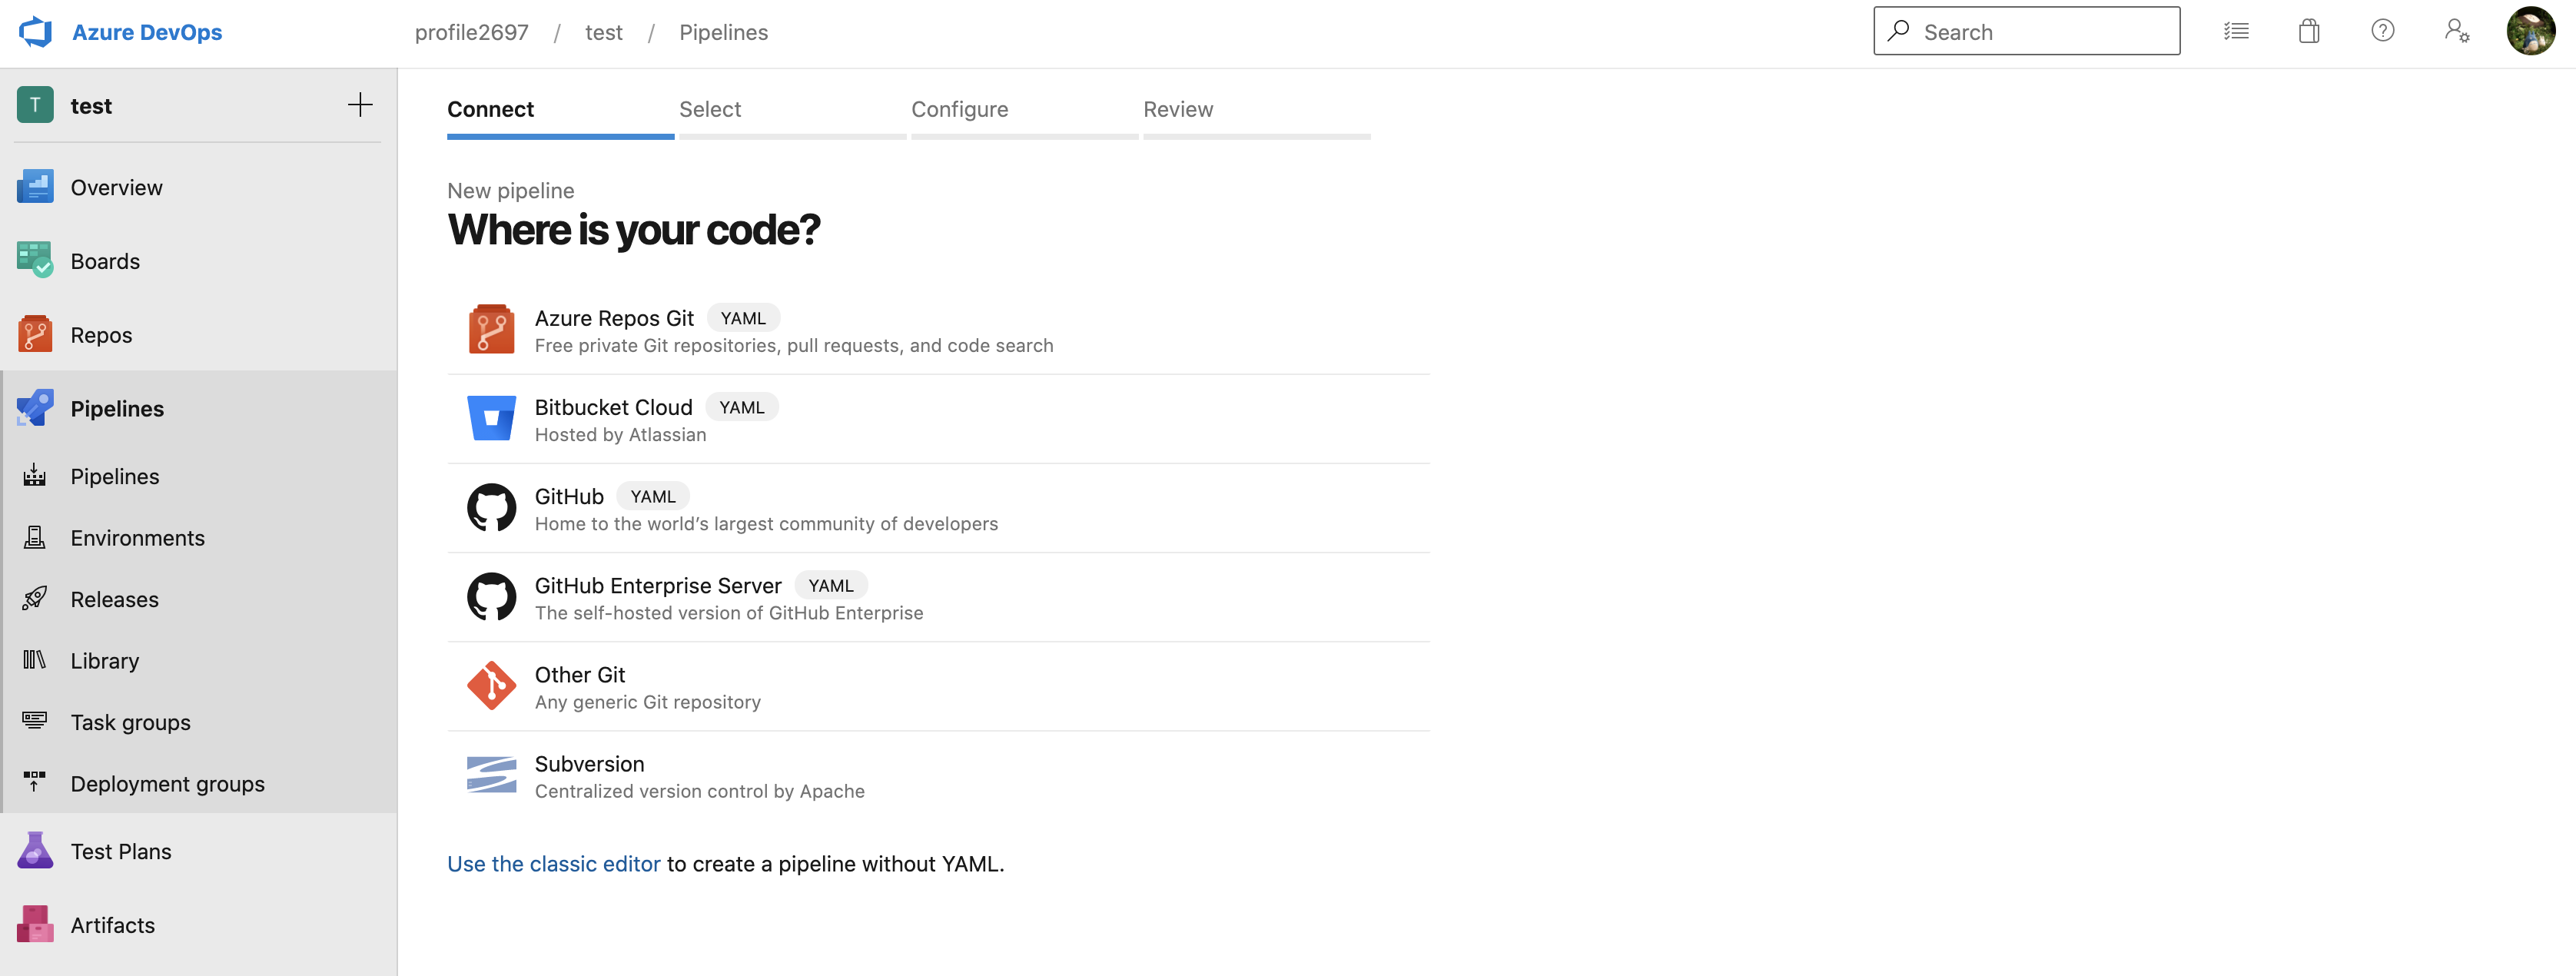 Azure DevOps
profile2697 / test / Pipelines
Search
T test
Overview
Boards
Repos
Pipelines
Pipelines
Environments
Releases
Library
Task groups
Deployment groups
Test Plans
Artifacts
Connect Select Configure Review
New pipeline
Where is your code?
Azure Repos Git YAML
Free private Git repositories, pull requests, and code search
Bitbucket Cloud YAML
Hosted by Atlassian
GitHub YAML
Home to the world’s largest community of developers
GitHub Enterprise Server YAML
The self-hosted version of GitHub Enterprise
Other Git
Any generic Git repository
Subversion
Centralized version control by Apache
Use the classic editor to create a pipeline without YAML.